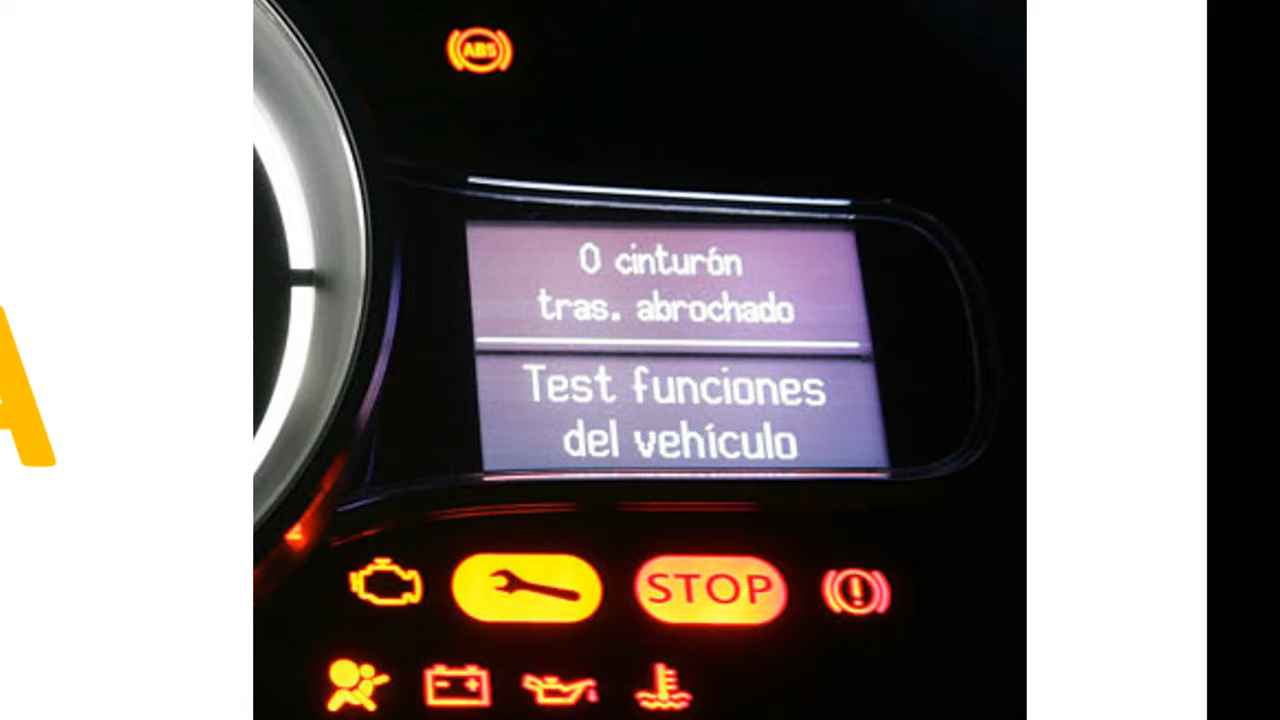 ABS
0 cinturón
tras. abrochado
Test funciones
del vehículo
STOP
A